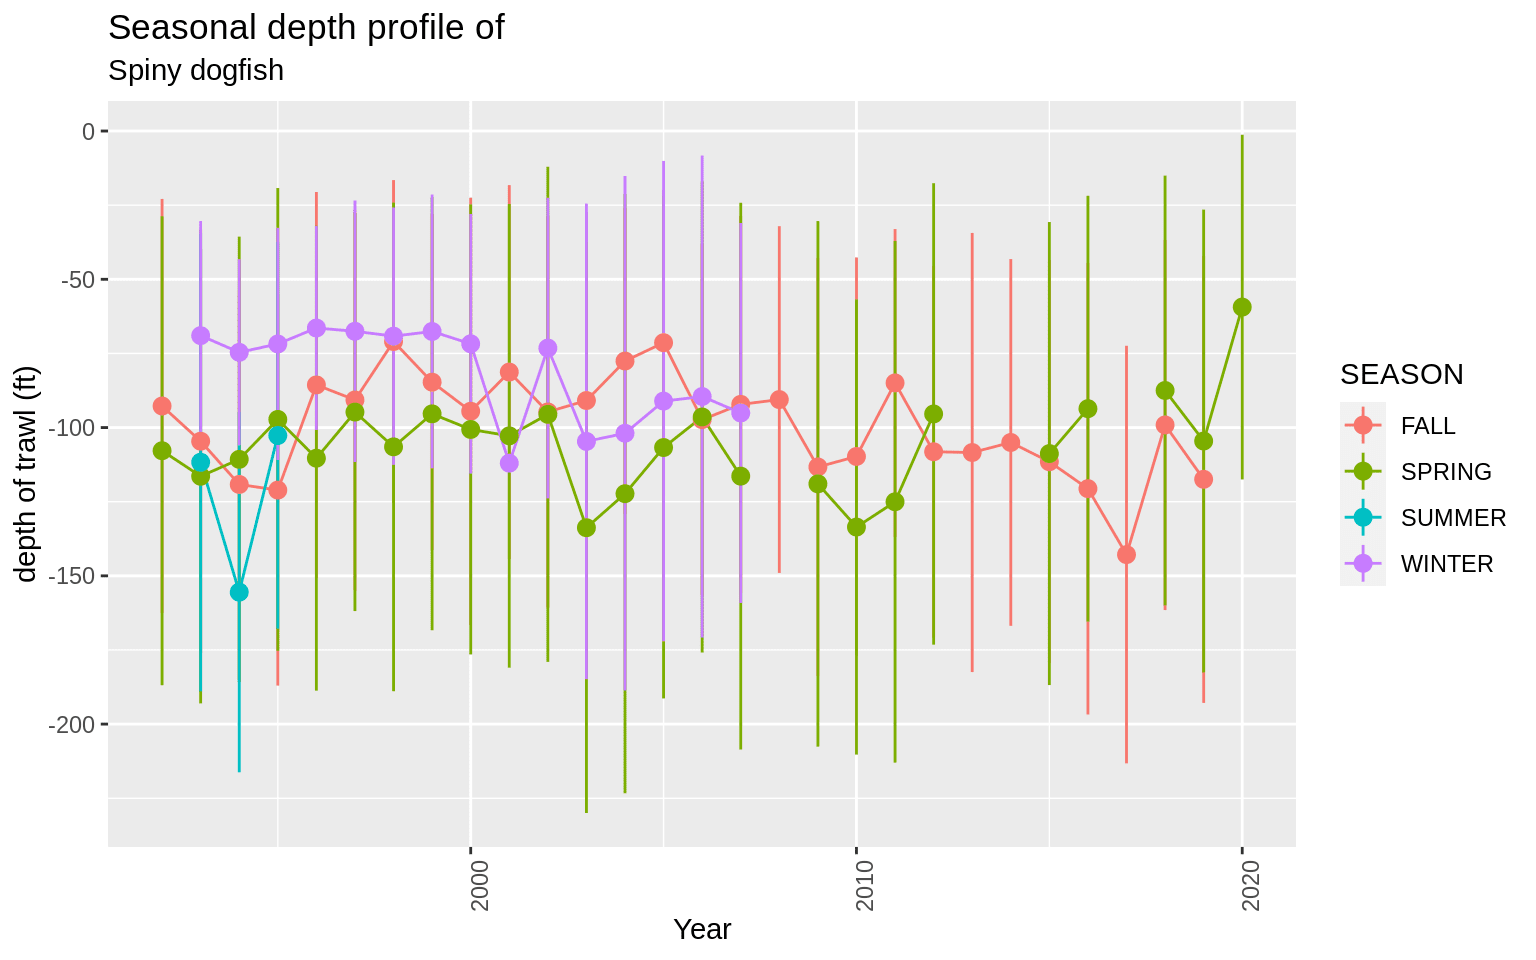 Seasonal depth profile of
Spiny dogfish
0
-50
-100
-150
-200
depth of trawl (ft)
2000
2010
2020
Year
SEASON
FALL
SPRING
SUMMER
WINTER